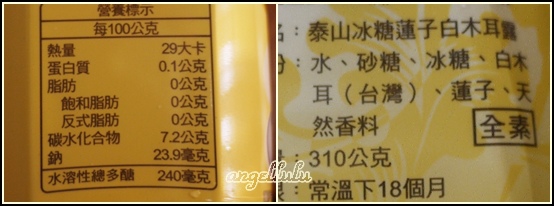 營養標示
每100公克
熱量 29大卡
蛋白質 0.1公克
脂肪 0公克
飽和脂肪 0公克
反式脂肪 0公克
碳水化合物 7.2公克
鈉 23.9毫克
水溶性總多醣 240毫克
名：泰山冰糖蓮子白木耳露
：水、砂糖、冰糖、白木
耳（台灣）、蓮子、天
然香料
全素
：310公克
：常溫下18個月
angellulu